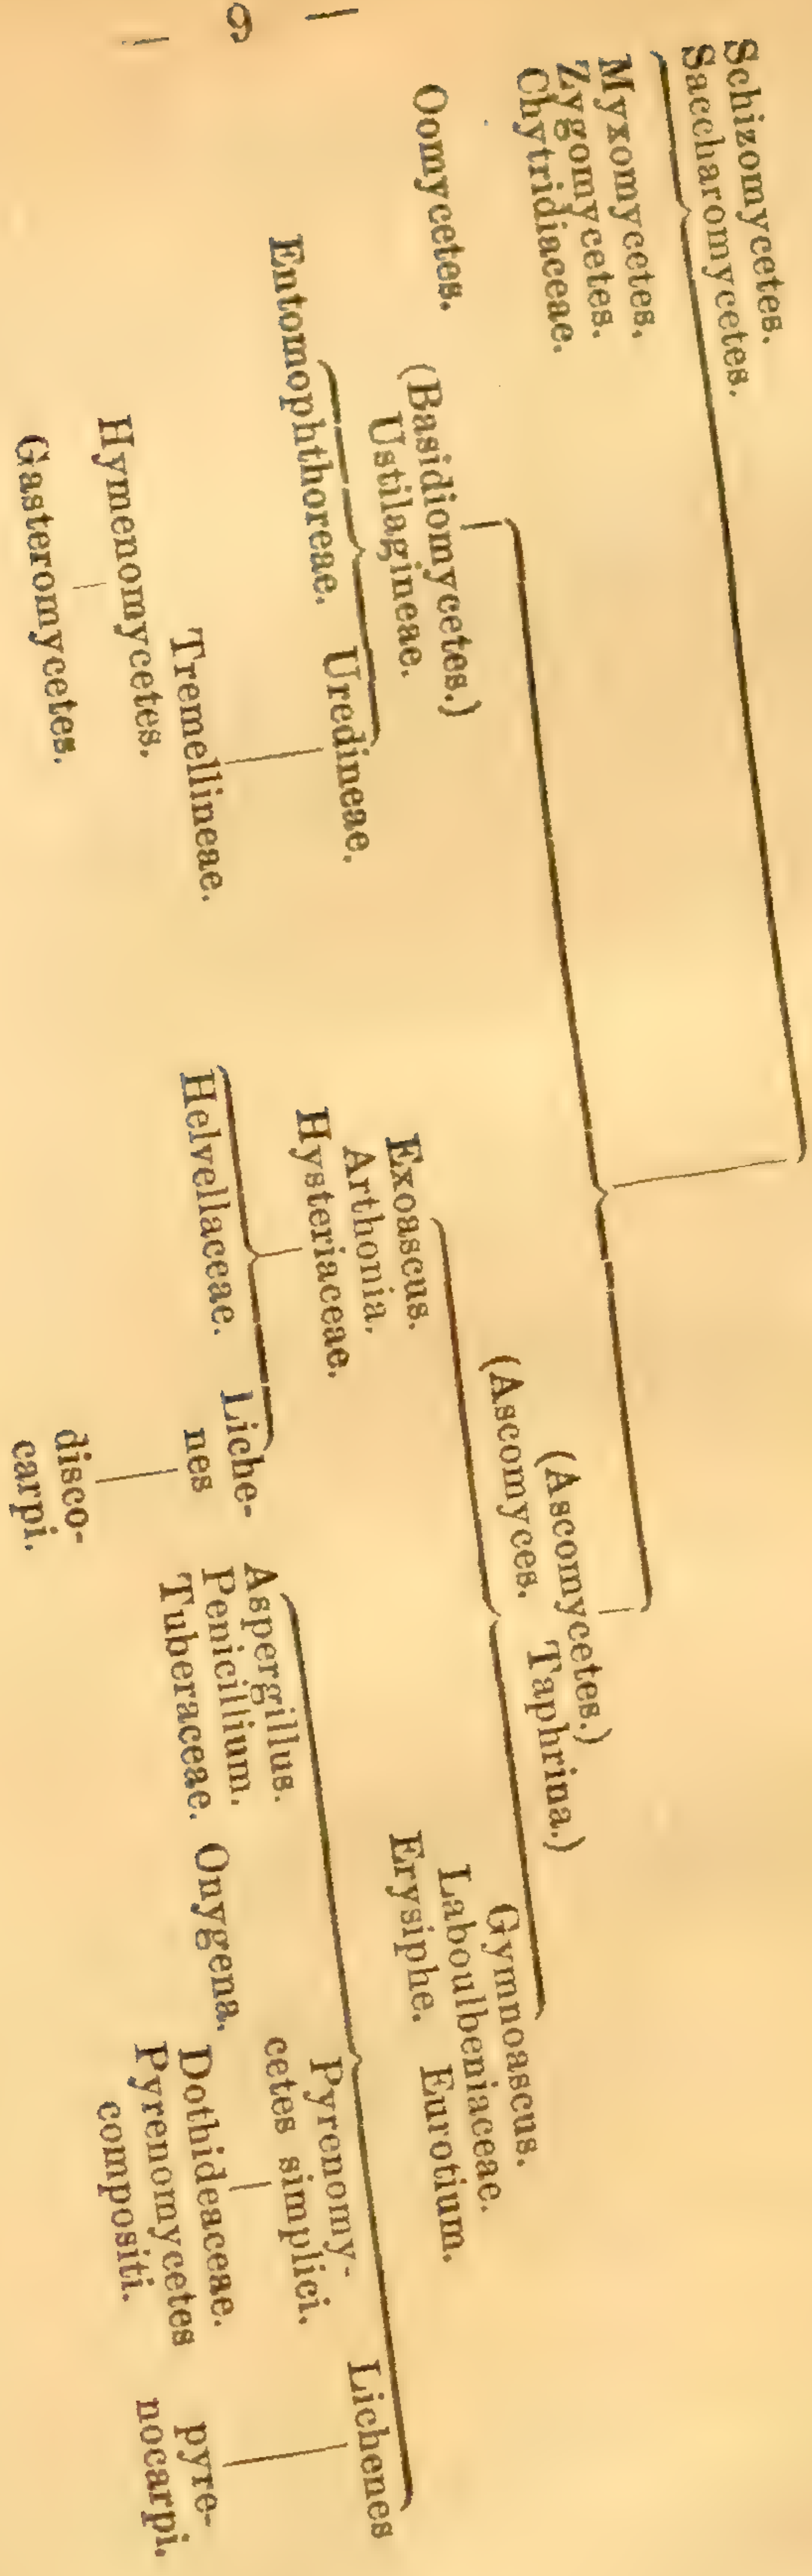 — 9 —
Schizomycetes.
Saccharomycetes.
Myxomycetes.
Zygomycetes.
Chytridiaceae.
Oomycetes.
(Basidiomycetes.)
Ustilagineae.
Entomophthoreae. Uredineae.
Tremellineae.
Hymenomycetes.
Gasteromycetes.
(Ascomycetes.)
(Ascomyces. Taphrina.)
Exoascus.
Arthonia.
Hysteriaceae.
Helvellaceae. Liche-
nes
disco-
carpi.
Gymnoascus.
Laboulbeniaceae.
Erysiphe. Eurotium.
Aspergillus.
Penicillium.
Tuberaceae. Onygena.
Pyrenomy-
cetes simplici.
Dothideaceae.
Pyrenomycetes
compositi.
Lichenes
pyre-
nocarpi.